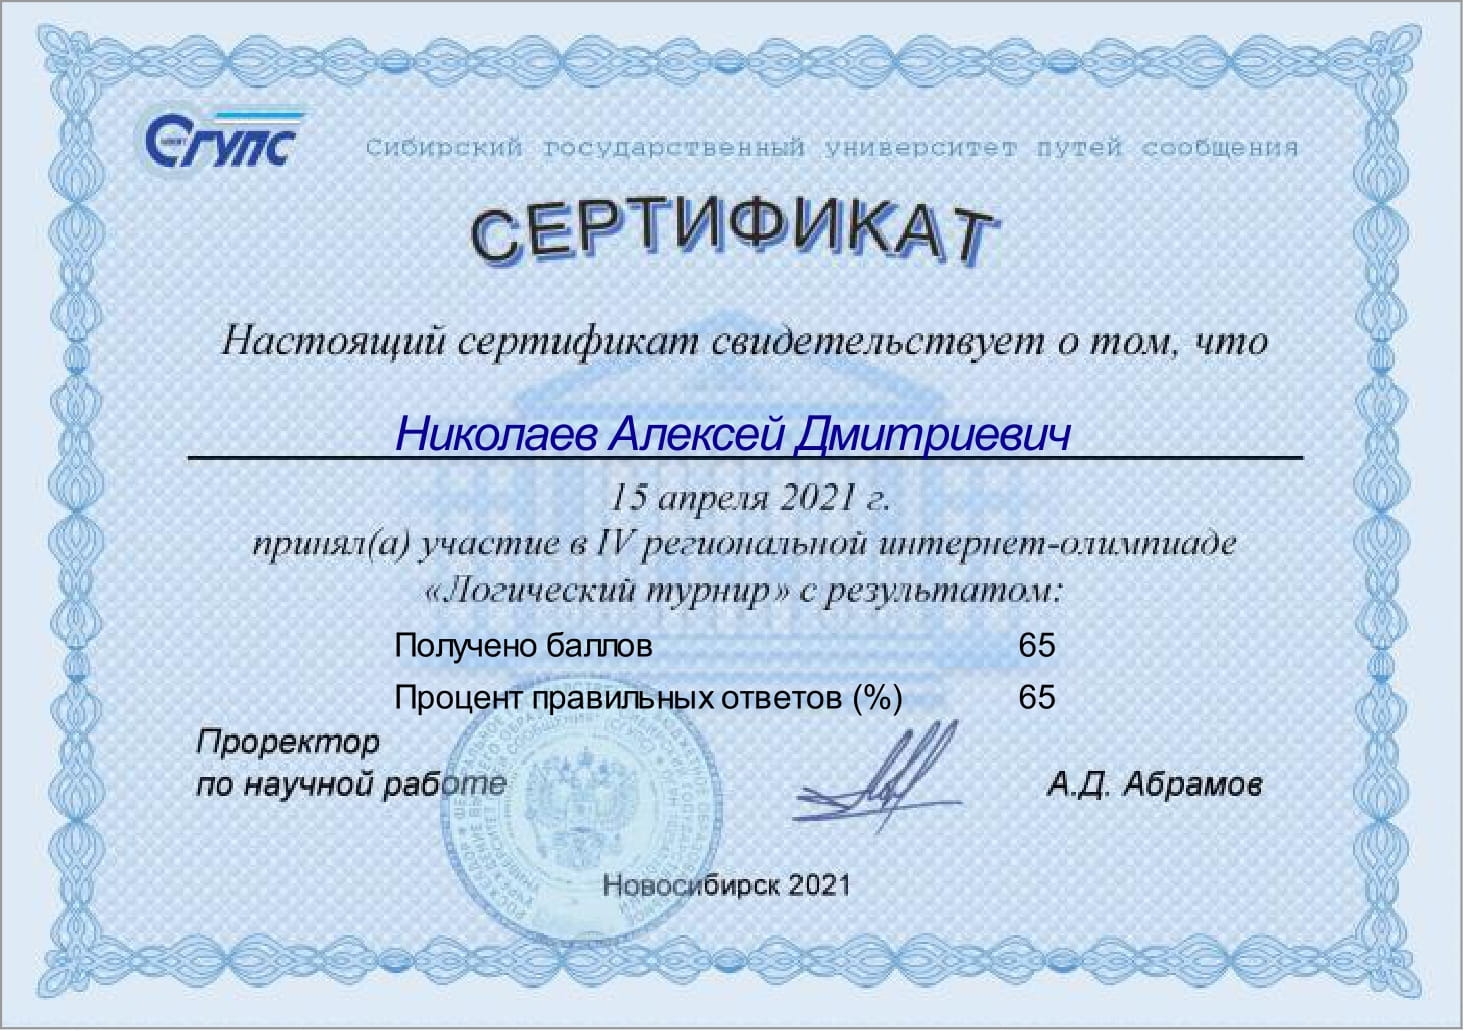 СГУПС
Сибирский государственный университет путей сообщения
СЕРТИФИКАТ
Настоящий сертификат свидетельствует о том, что
Николаев Алексей Дмитриевич
15 апреля 2021 г.
принял(а) участие в IV региональной интернет-олимпиаде
«Логический турнир» с результатом:
Получено баллов 65
Процент правильных ответов (%) 65
Проректор
по научной работе
А.Д. Абрамов
Новосибирск 2021